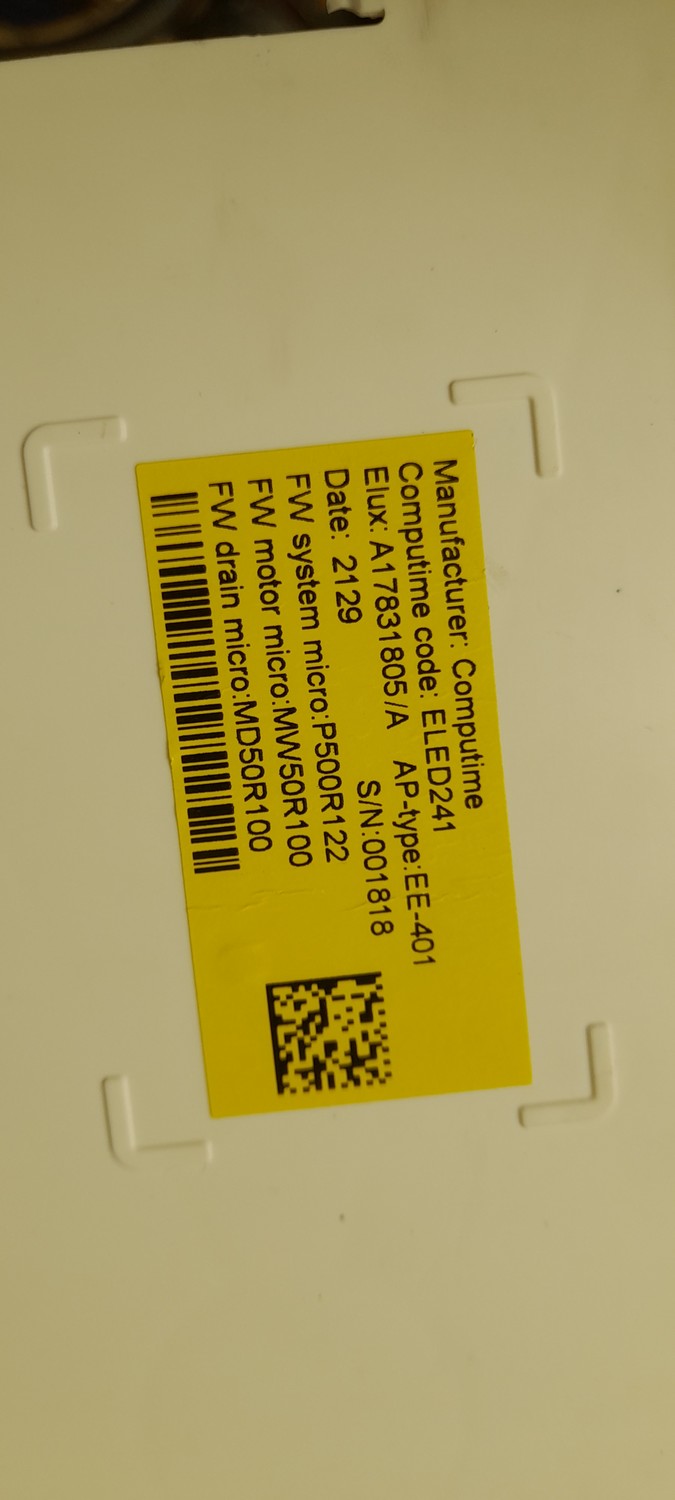 Manufacturer: Computime
Computime code: ELED241
Elux: A17831805/A AP-type:EE-401
Date: 2129 S/N:001818
FW system micro:P500R122
FW motor micro:MW50R100
FW drain micro:MD50R100